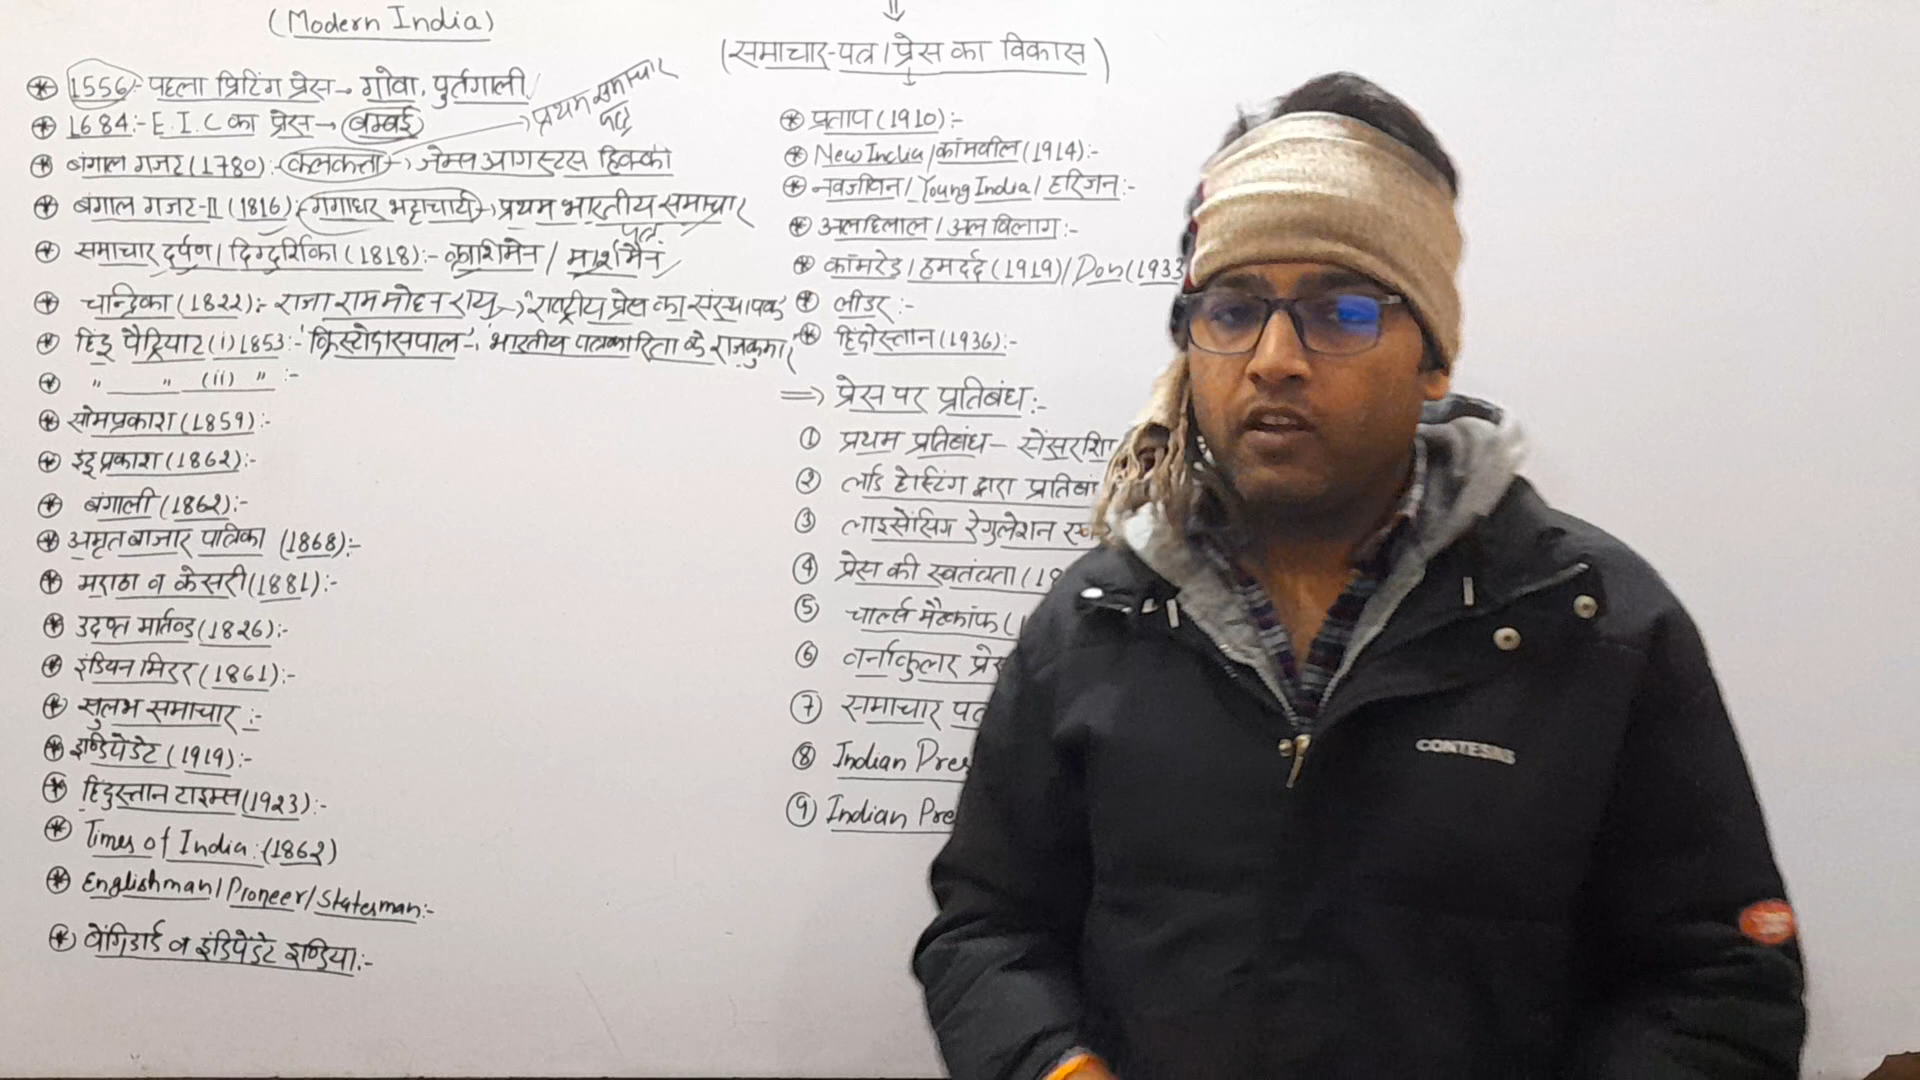 (Modern India)
(समाचार-पत्र / प्रेस का विकास)
1556:- पहला प्रिटिंग प्रेस → गोवा, पुर्तगाली
प्रथम समाचार पत्र
1684:- E.I.C का प्रेस → बम्बई
बंगाल गजट (1780):- कलकत्ता → जेम्स आगस्टस हिक्की
बंगाल गजट-II (1816):- गंगाधर भट्टाचार्य → प्रथम भारतीय समाचार
पत्र
समाचार दर्पण / दिग्दर्शिका (1818):- क्राशिमेन / मार्शमैन
चन्द्रिका (1822):- राजा राम मोहन राय → राष्ट्रीय प्रेस का संस्थापक
हिंदू पैट्रियाट (i) 1853:- 'क्रिस्टोदासपाल' :- भारतीय पत्रकारिता के राजकुमार
" " (ii) " :-
सोमप्रकाश (1859):-
इंदू प्रकाश (1862):-
बंगाली (1862):-
अमृत बाजार पत्रिका (1868):-
मराठा व केसरी (1881):-
उदन्त मार्तण्ड (1826):-
इंडियन मिरर (1861):-
सुलभ समाचार :-
इण्डिपेंडेट (1919):-
हिंदुस्तान टाइम्स (1923):-
Times of India: (1862)
Englishman / Pioneer / Statesman:-
व इंडिपेंडेट इण्डिया:-
प्रताप (1910):-
New India / कॉमनवील (1914):-
नवजीवन / Young India / हरिजन:-
अलहिलाल / अल बिलाग:-
कॉमरेड / हमदर्द (1919) / Don (1933
लीडर :-
हिंदोस्तान (1936):-
⇒ प्रेस पर प्रतिबंध:-
① प्रथम प्रतिबंध – सेंसरशि
② लॉर्ड हेस्टिंग द्वारा प्रतिबं
③ लाइसेंसिंग रेगुलेशन
④ प्रेस की स्वतंत्रता (18
⑤ चार्ल्स मैटकॉफ (1
⑥ वर्नाकुलर प्रेस
⑦ समाचार पत्र
⑧ Indian Pres
⑨ Indian Pre